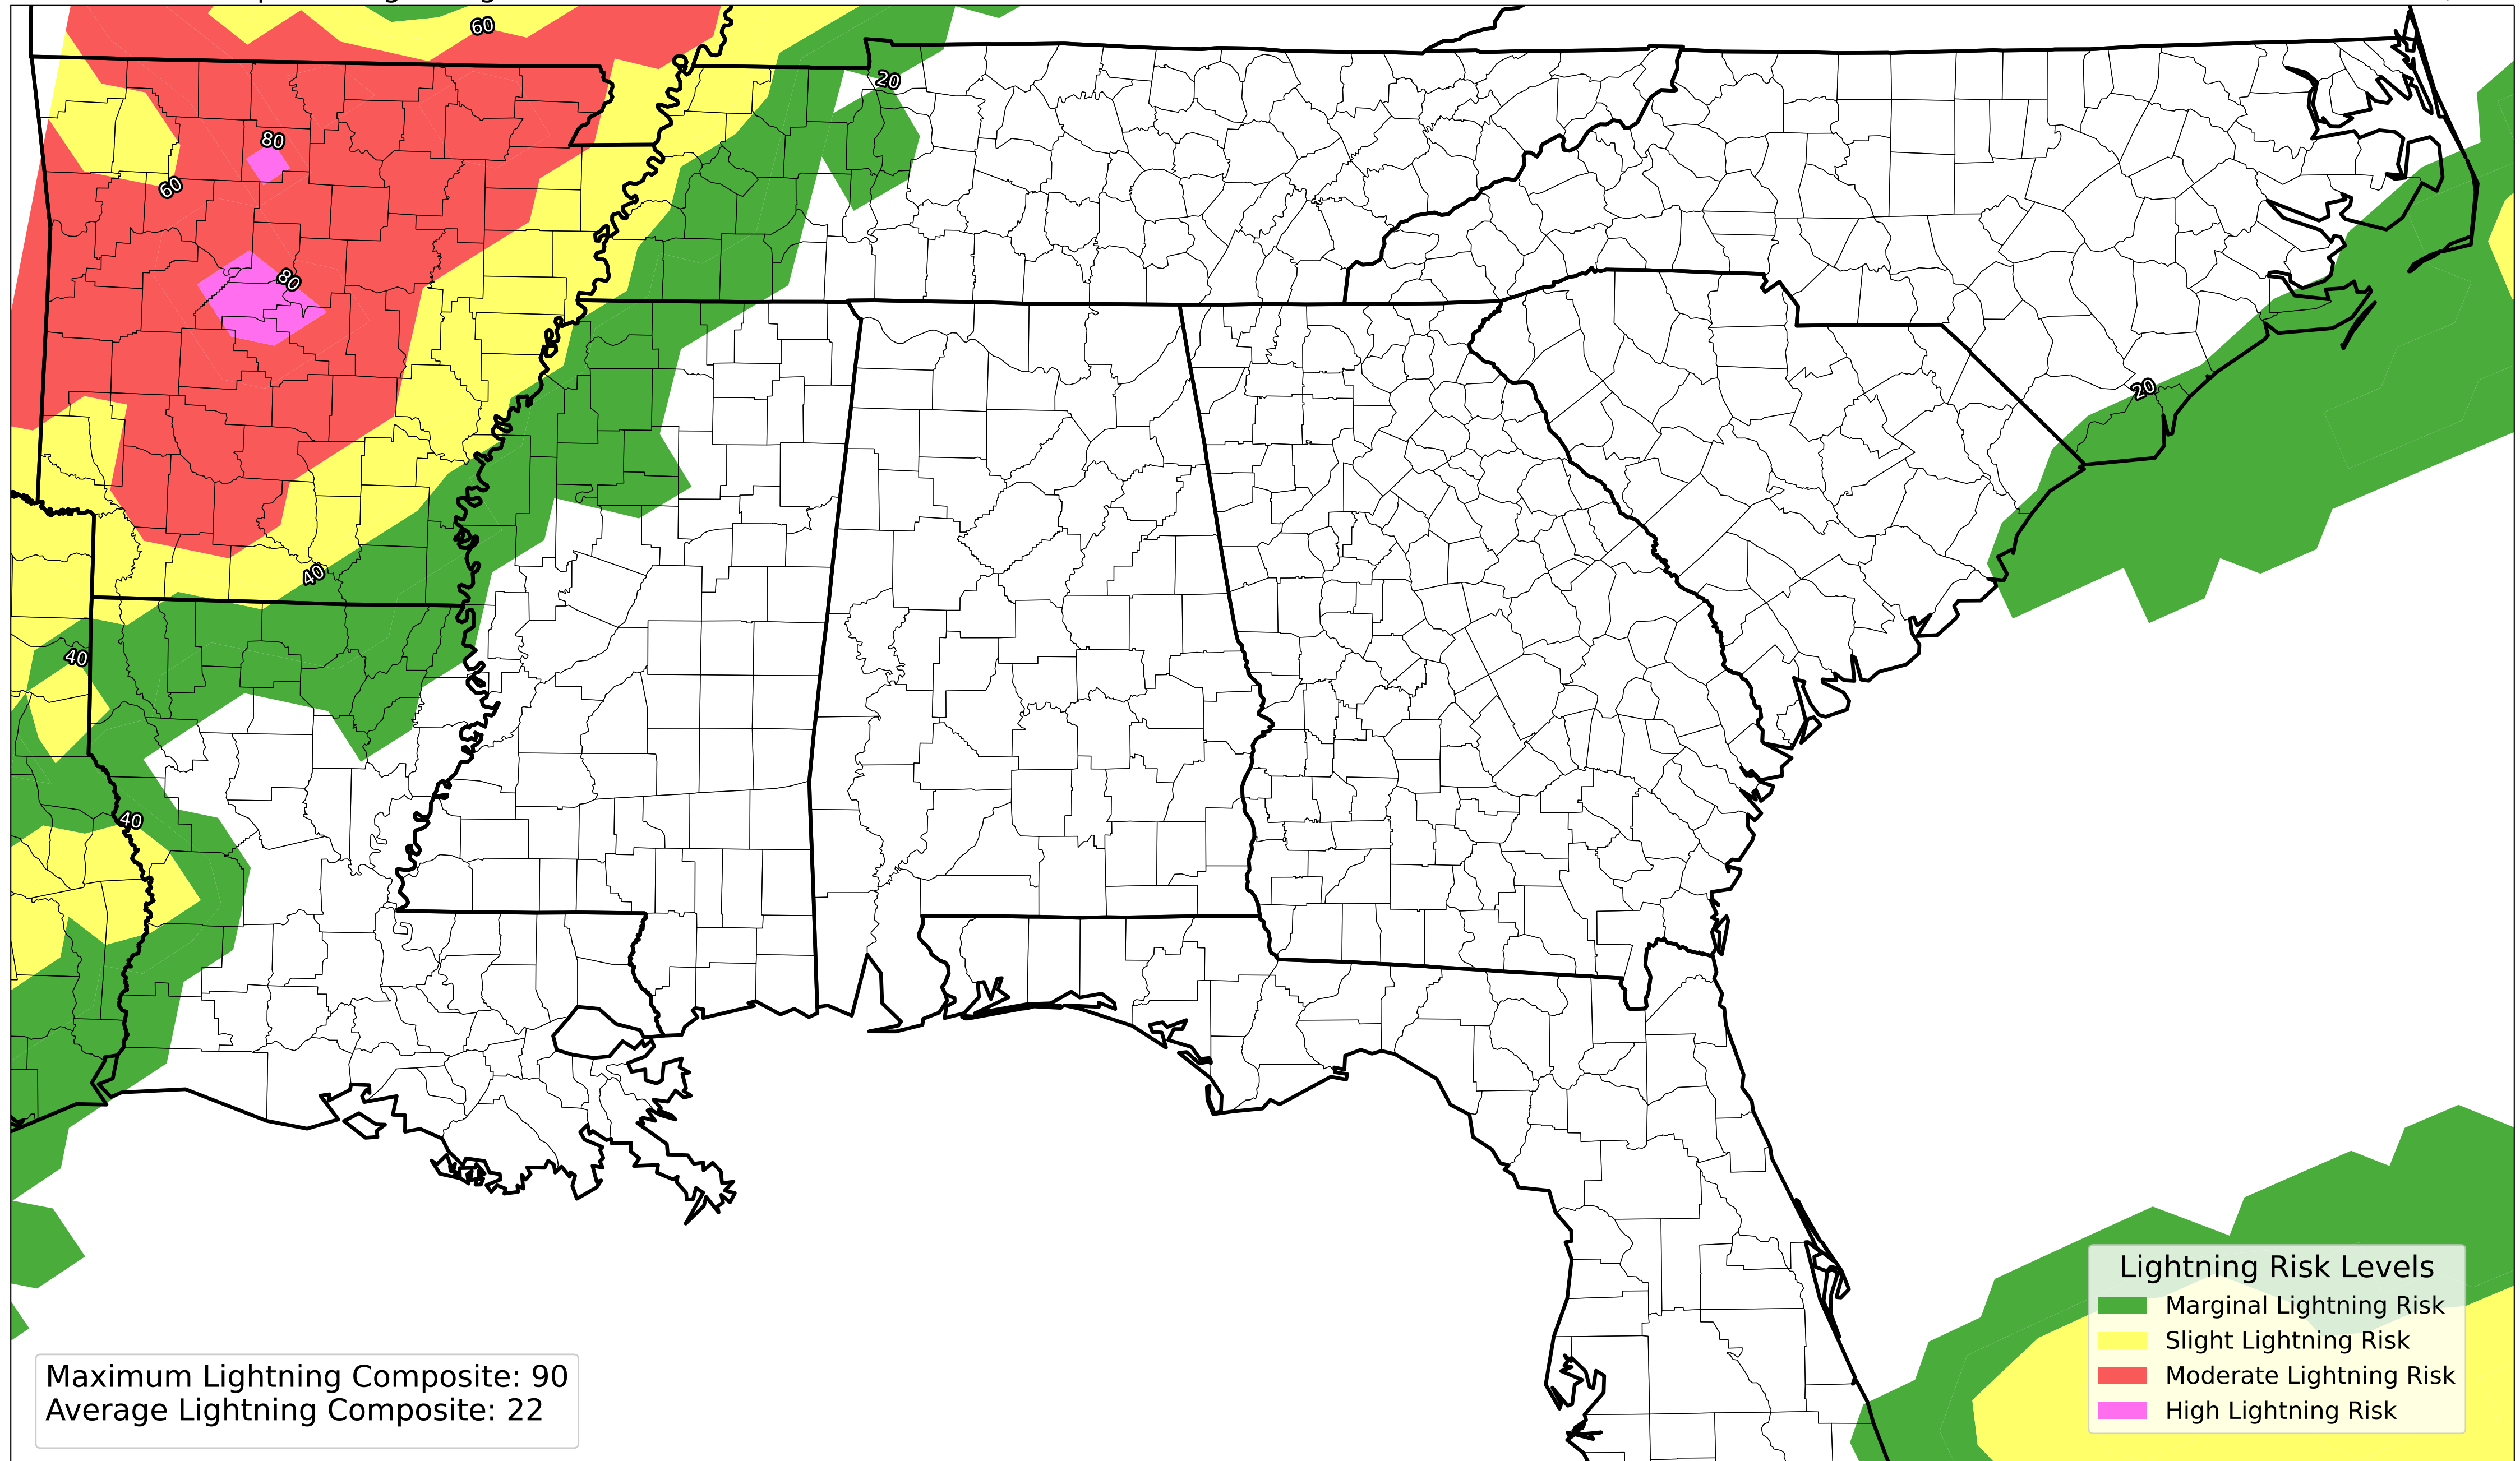 60
20
80
60
80
20
40
40
40
Lightning Risk Levels
Marginal Lightning Risk
Slight Lightning Risk
Moderate Lightning Risk
High Lightning Risk
Maximum Lightning Composite: 90
Average Lightning Composite: 22